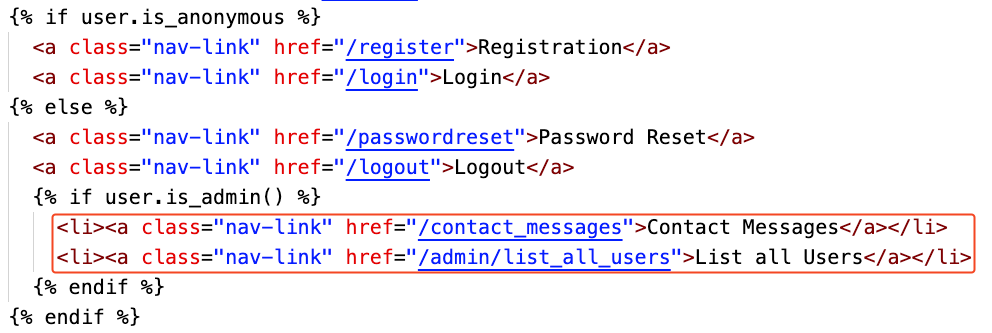 {% if user.is_anonymous %}
<a class="nav-link" href="/register">Registration</a>
<a class="nav-link" href="/login">Login</a>
{% else %}
<a class="nav-link" href="/passwordreset">Password Reset</a>
<a class="nav-link" href="/logout">Logout</a>
{% if user.is_admin() %}
<li><a class="nav-link" href="/contact_messages">Contact Messages</a></li>
<li><a class="nav-link" href="/admin/list_all_users">List all Users</a></li>
{% endif %}
{% endif %}